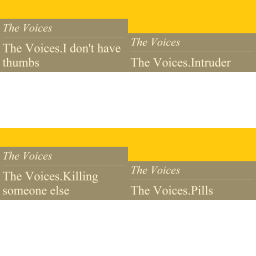 The Voices
The Voices.I don't have
thumbs
The Voices
The Voices.Intruder
The Voices
The Voices.Killing
someone else
The Voices
The Voices.Pills